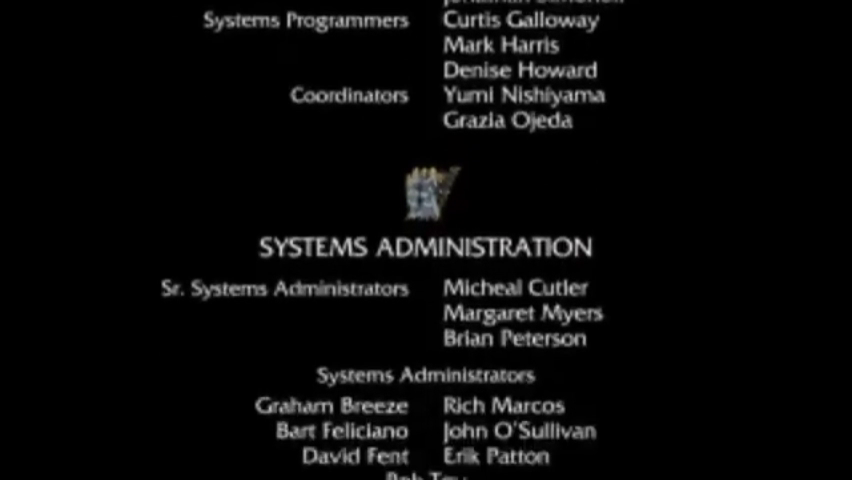 Systems Programmers Curtis Galloway
Mark Harris
Denise Howard
Coordinators Yumi Nishiyama
Grazia Ojeda
SYSTEMS ADMINISTRATION
Sr. Systems Administrators Micheal Cutler
Margaret Myers
Brian Peterson
Systems Administrators
Graham Breeze Rich Marcos
Bart Feliciano John O'Sullivan
David Fent Erik Patton